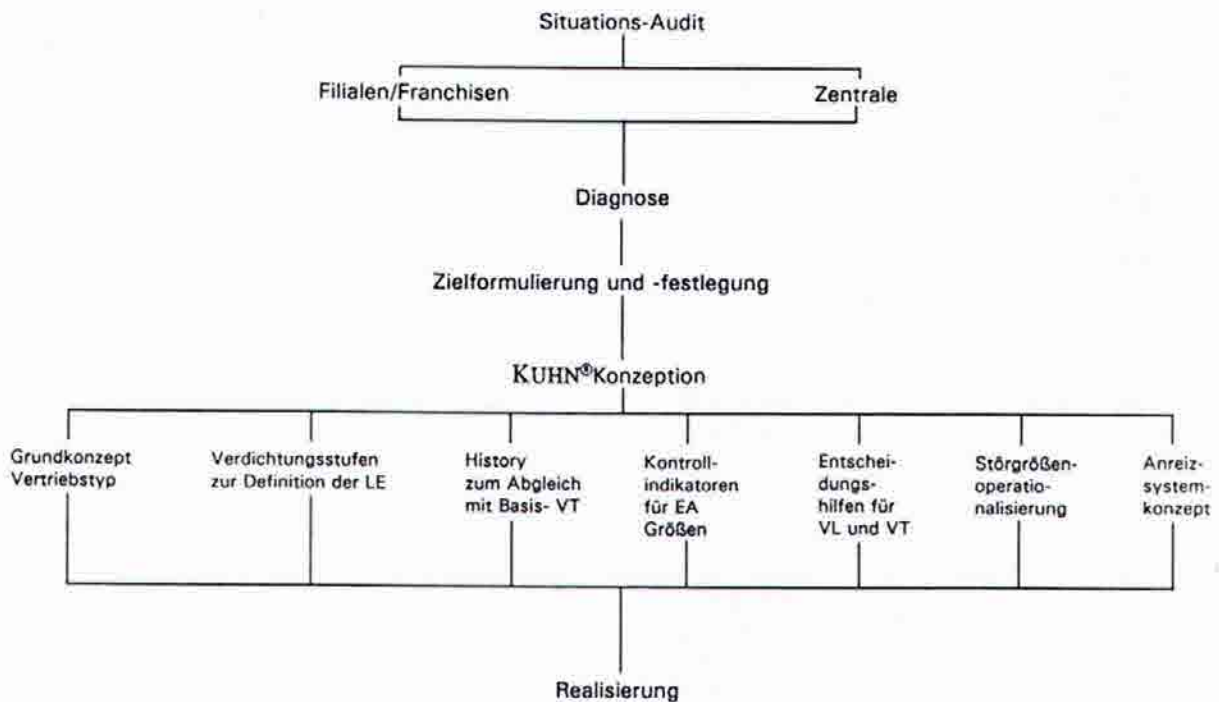 Situations-Audit
Filialen/Franchisen
Zentrale
Diagnose
Zielformulierung und -festlegung
KUHN®Konzeption
Grundkonzept
Vertriebstyp
Verdichtungsstufen
zur Definition der LE
History
zum Abgleich
mit Basis- VT
Kontroll-
indikatoren
für EA
Größen
Entschei-
dungs-
hilfen für
VL und VT
Störgrößen-
operatio-
nalisierung
Anreiz-
system-
konzept
Realisierung